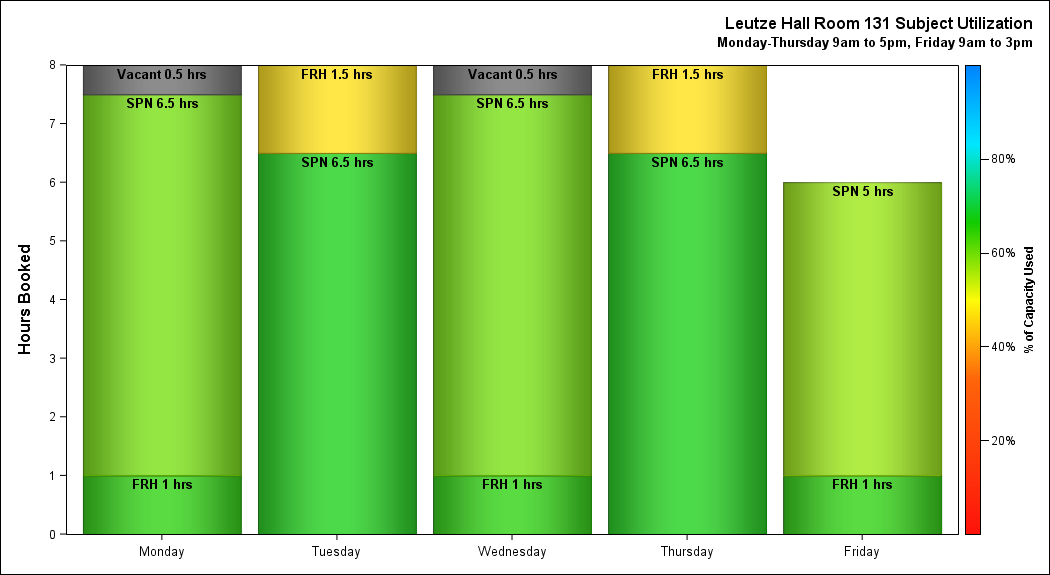 Leutze Hall Room 131 Subject Utilization
Monday-Thursday 9am to 5pm, Friday 9am to 3pm
Hours Booked
8
7
6
5
4
3
2
1
0
Vacant 0.5 hrs
SPN 6.5 hrs
FRH 1 hrs
FRH 1.5 hrs
SPN 6.5 hrs
Vacant 0.5 hrs
SPN 6.5 hrs
FRH 1 hrs
FRH 1.5 hrs
SPN 6.5 hrs
SPN 5 hrs
FRH 1 hrs
Monday
Tuesday
Wednesday
Thursday
Friday
80%
60%
40%
20%
% of Capacity Used